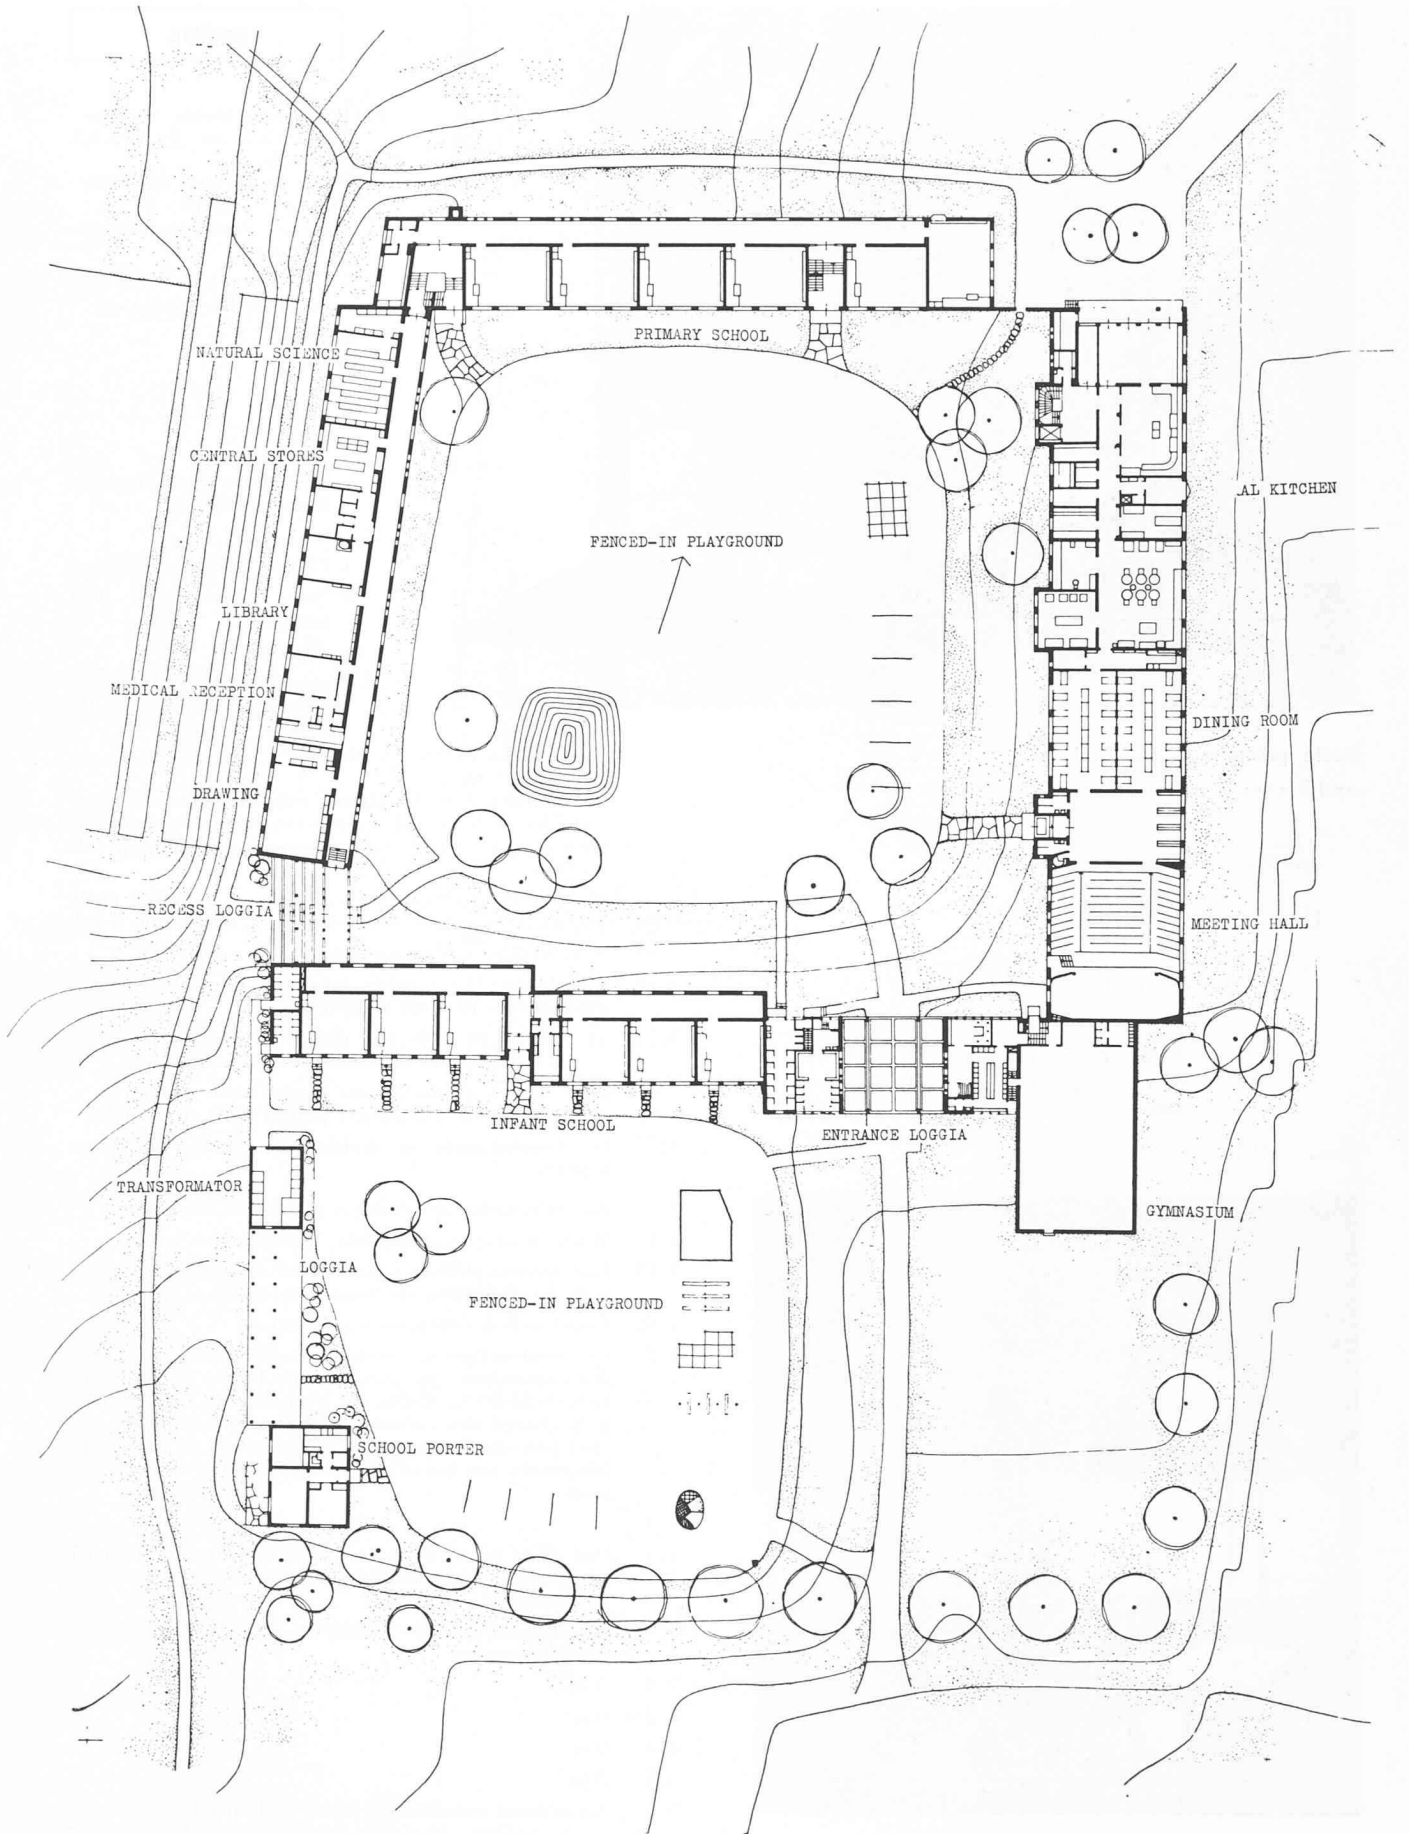 PRIMARY SCHOOL
NATURAL SCIENCE
CENTRAL STORES
AL KITCHEN
FENCED-IN PLAYGROUND
LIBRARY
MEDICAL RECEPTION
DINING ROOM
DRAWING
RECESS LOGGIA
MEETING HALL
INFANT SCHOOL
ENTRANCE LOGGIA
TRANSFORMATOR
GYMNASIUM
LOGGIA
FENCED-IN PLAYGROUND
SCHOOL PORTER